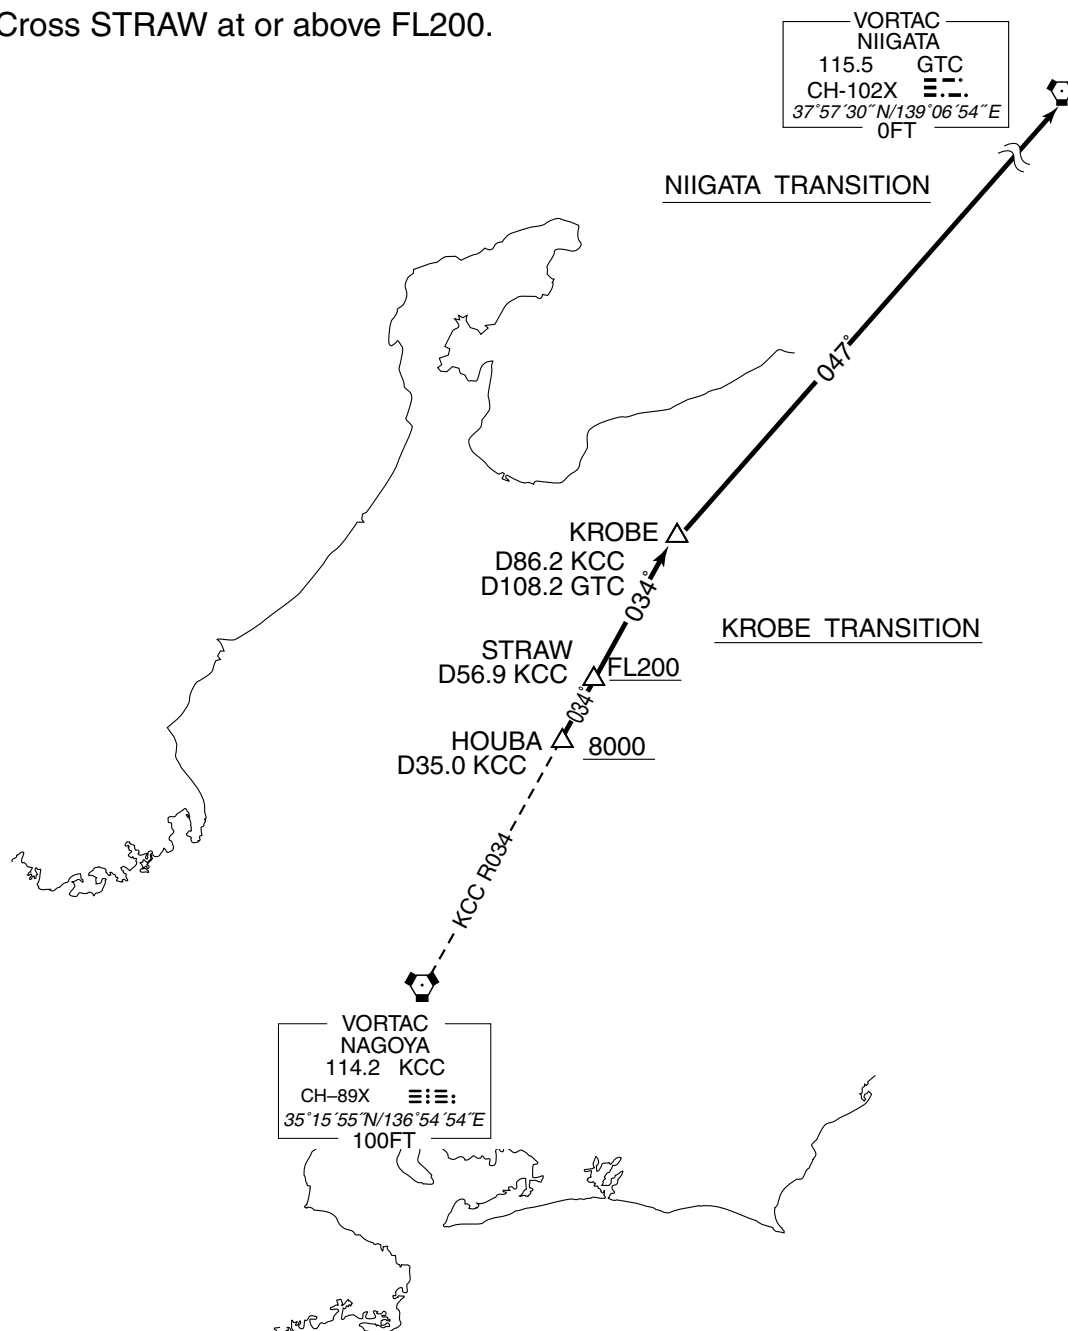 Cross STRAW at or above FL200.
VORTAC
NIIGATA
115.5 GTC
CH-102X
37°57´30˝N/139°06´54˝E
0FT
NIIGATA TRANSITION
047°
KROBE
D86.2 KCC
D108.2 GTC
034°
KROBE TRANSITION
STRAW
D56.9 KCC
FL200
034°
HOUBA
D35.0 KCC
8000
KCC R034
VORTAC
NAGOYA
114.2 KCC
CH–89X
35°15´55˝N/136°54´54˝E
100FT